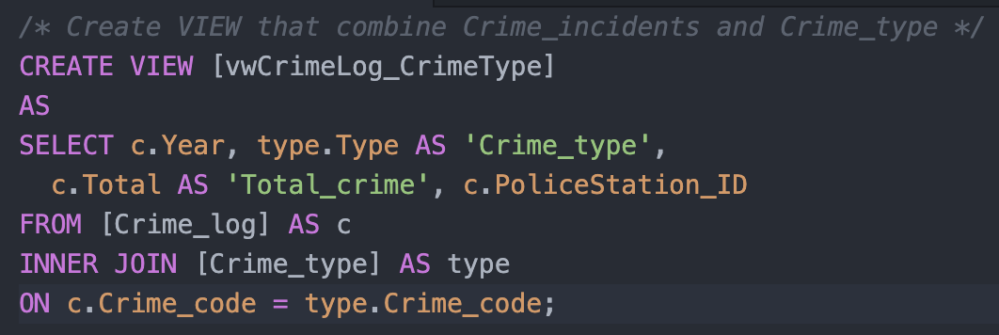 /* Create VIEW that combine Crime_incidents and Crime_type */
CREATE VIEW [vwCrimeLog_CrimeType]
AS
SELECT c.Year, type.Type AS 'Crime_type',
  c.Total AS 'Total_crime', c.PoliceStation_ID
FROM [Crime_log] AS c
INNER JOIN [Crime_type] AS type
ON c.Crime_code = type.Crime_code;